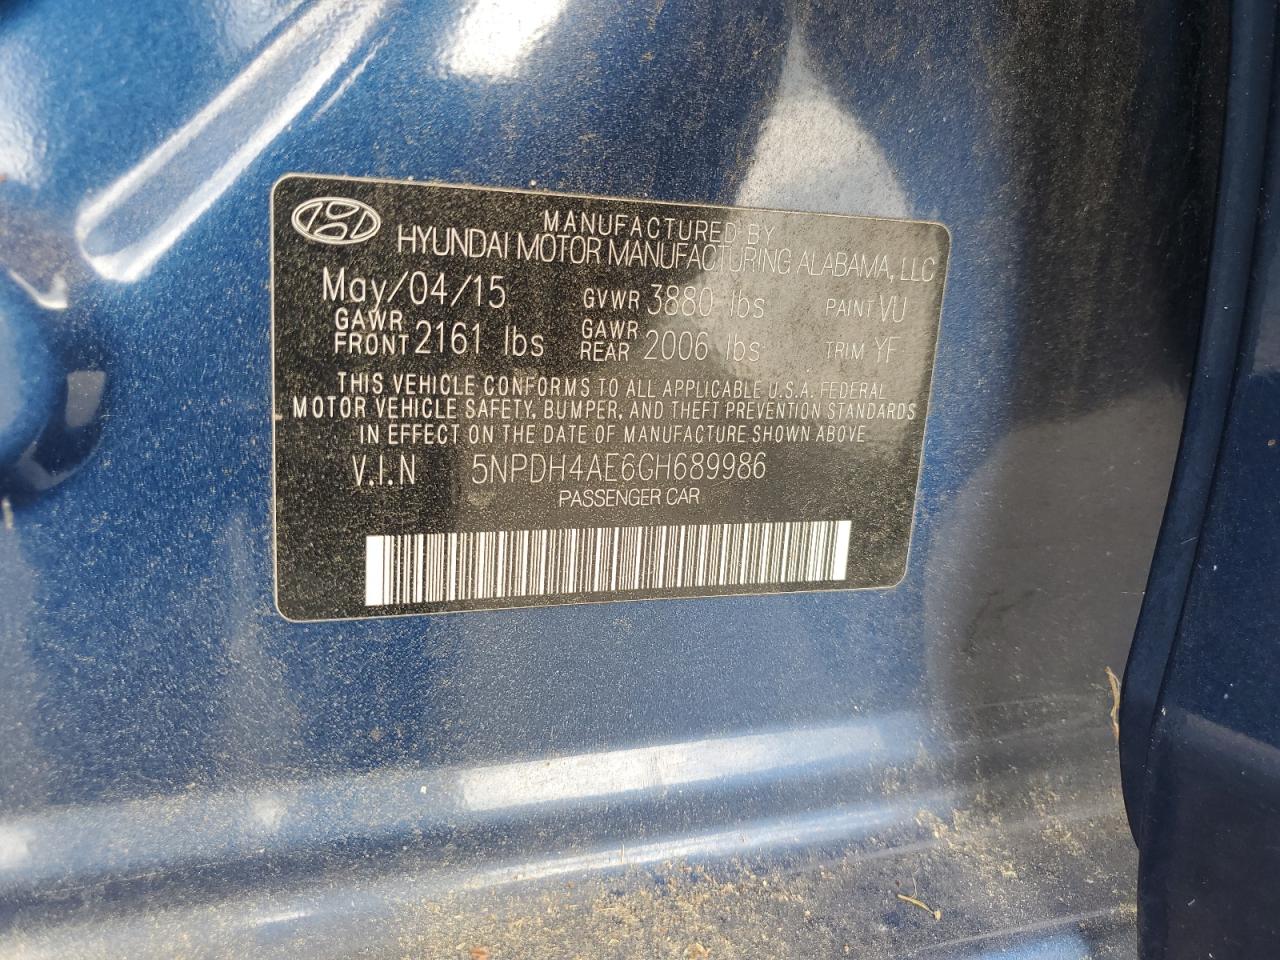 MANUFACTURED BY
HYUNDAI MOTOR MANUFACTURING ALABAMA, LLC
May/04/15 GVWR 3880 lbs PAINT VU
GAWR FRONT 2161 lbs GAWR REAR 2006 lbs TRIM YF
THIS VEHICLE CONFORMS TO ALL APPLICABLE U.S.A. FEDERAL
MOTOR VEHICLE SAFETY, BUMPER, AND THEFT PREVENTION STANDARDS
IN EFFECT ON THE DATE OF MANUFACTURE SHOWN ABOVE
V.I.N 5NPDH4AE6GH689986
PASSENGER CAR